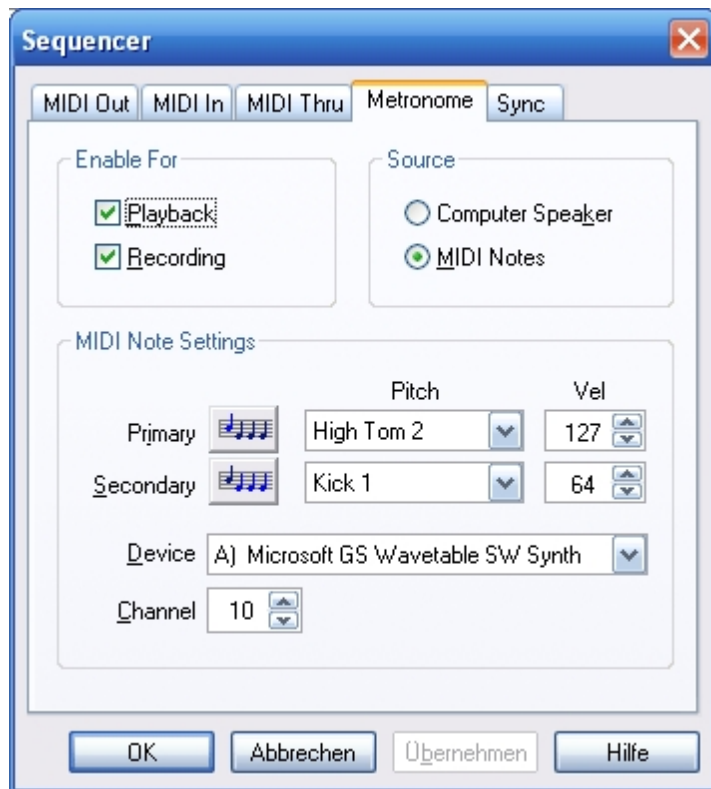 Sequencer
MIDI Out MIDI In MIDI Thru Metronome Sync
Enable For
Playback
Recording
Source
Computer Speaker
MIDI Notes
MIDI Note Settings
Pitch Vel
Primary High Tom 2 127
Secondary Kick 1 64
Device A) Microsoft GS Wavetable SW Synth
Channel 10
OK Abbrechen Übernehmen Hilfe